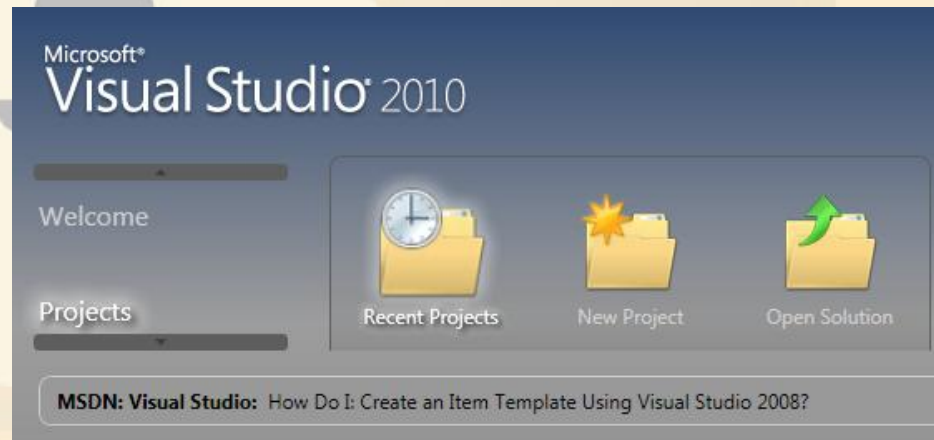 Microsoft®
Visual Studio® 2010
Welcome
Projects
Recent Projects
New Project
Open Solution
MSDN: Visual Studio: How Do I: Create an Item Template Using Visual Studio 2008?